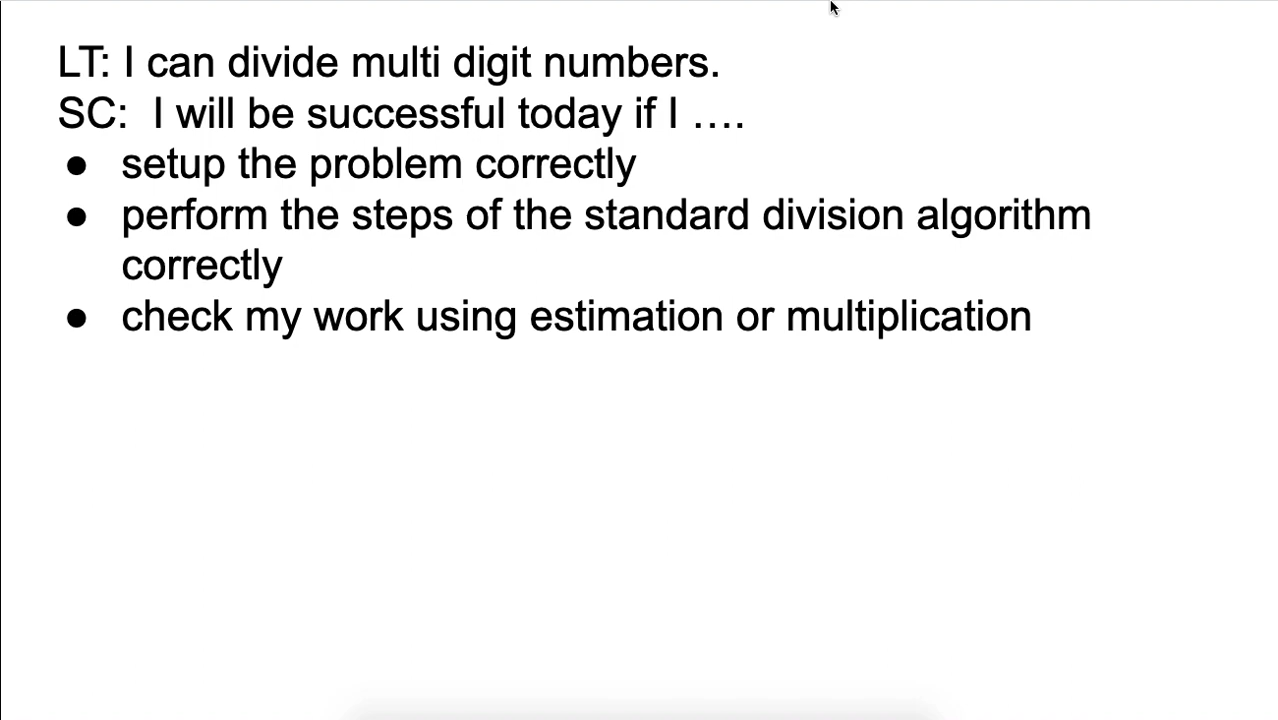 LT: I can divide multi digit numbers.
SC:  I will be successful today if I ....
● setup the problem correctly
● perform the steps of the standard division algorithm
correctly
● check my work using estimation or multiplication